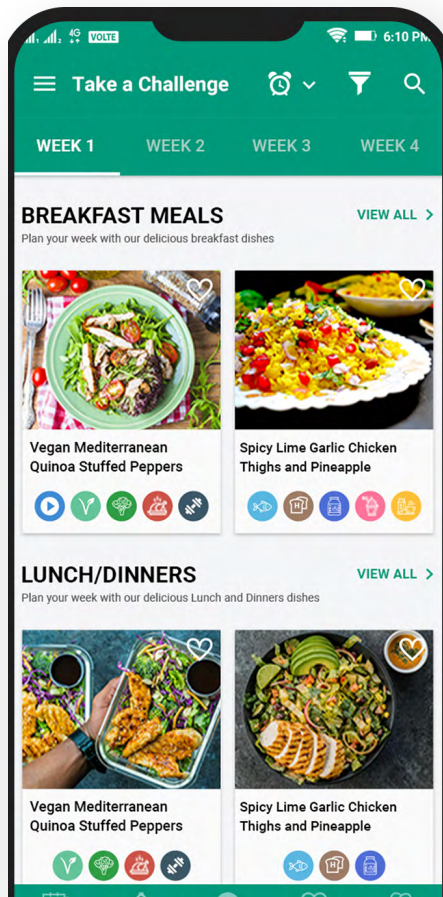 4G VOLTE 6:10 PM
Take a Challenge
WEEK 1 WEEK 2 WEEK 3 WEEK 4
BREAKFAST MEALS VIEW ALL
Plan your week with our delicious breakfast dishes
Vegan Mediterranean
Quinoa Stuffed Peppers
Spicy Lime Garlic Chicken
Thighs and Pineapple
H
LUNCH/DINNERS VIEW ALL
Plan your week with our delicious Lunch and Dinners dishes
Vegan Mediterranean
Quinoa Stuffed Peppers
Spicy Lime Garlic Chicken
Thighs and Pineapple
H